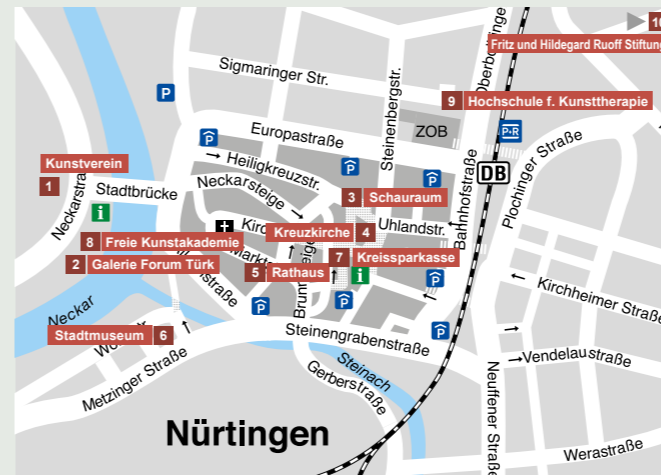 10
Fritz und Hildegard Ruoff Stiftung
Sigmaringer Str.
Steinenbergstr.
9 Hochschule f. Kunsttherapie
P
Europastraße
ZOB
P+R
P
P
P
Heiligkreuzstr.
DB
Plochinger Straße
Kunstverein
1
Stadtbrücke
Neckarsteige
3 Schauraum
Bahnhofstraße
Neckarstraße
i
Kreuzkirche 4
Uhlandstr.
8 Freie Kunstakademie
2 Galerie Forum Türk
5 Rathaus
7 Kreissparkasse
i
P
Kirchheimer Straße
Neckar
P
P
P
Stadtmuseum 6
Steinengrabenstraße
Metzinger Straße
Steinach
Vendelaustraße
Gerberstraße
Neuffener Straße
Nürtingen
Werastraße